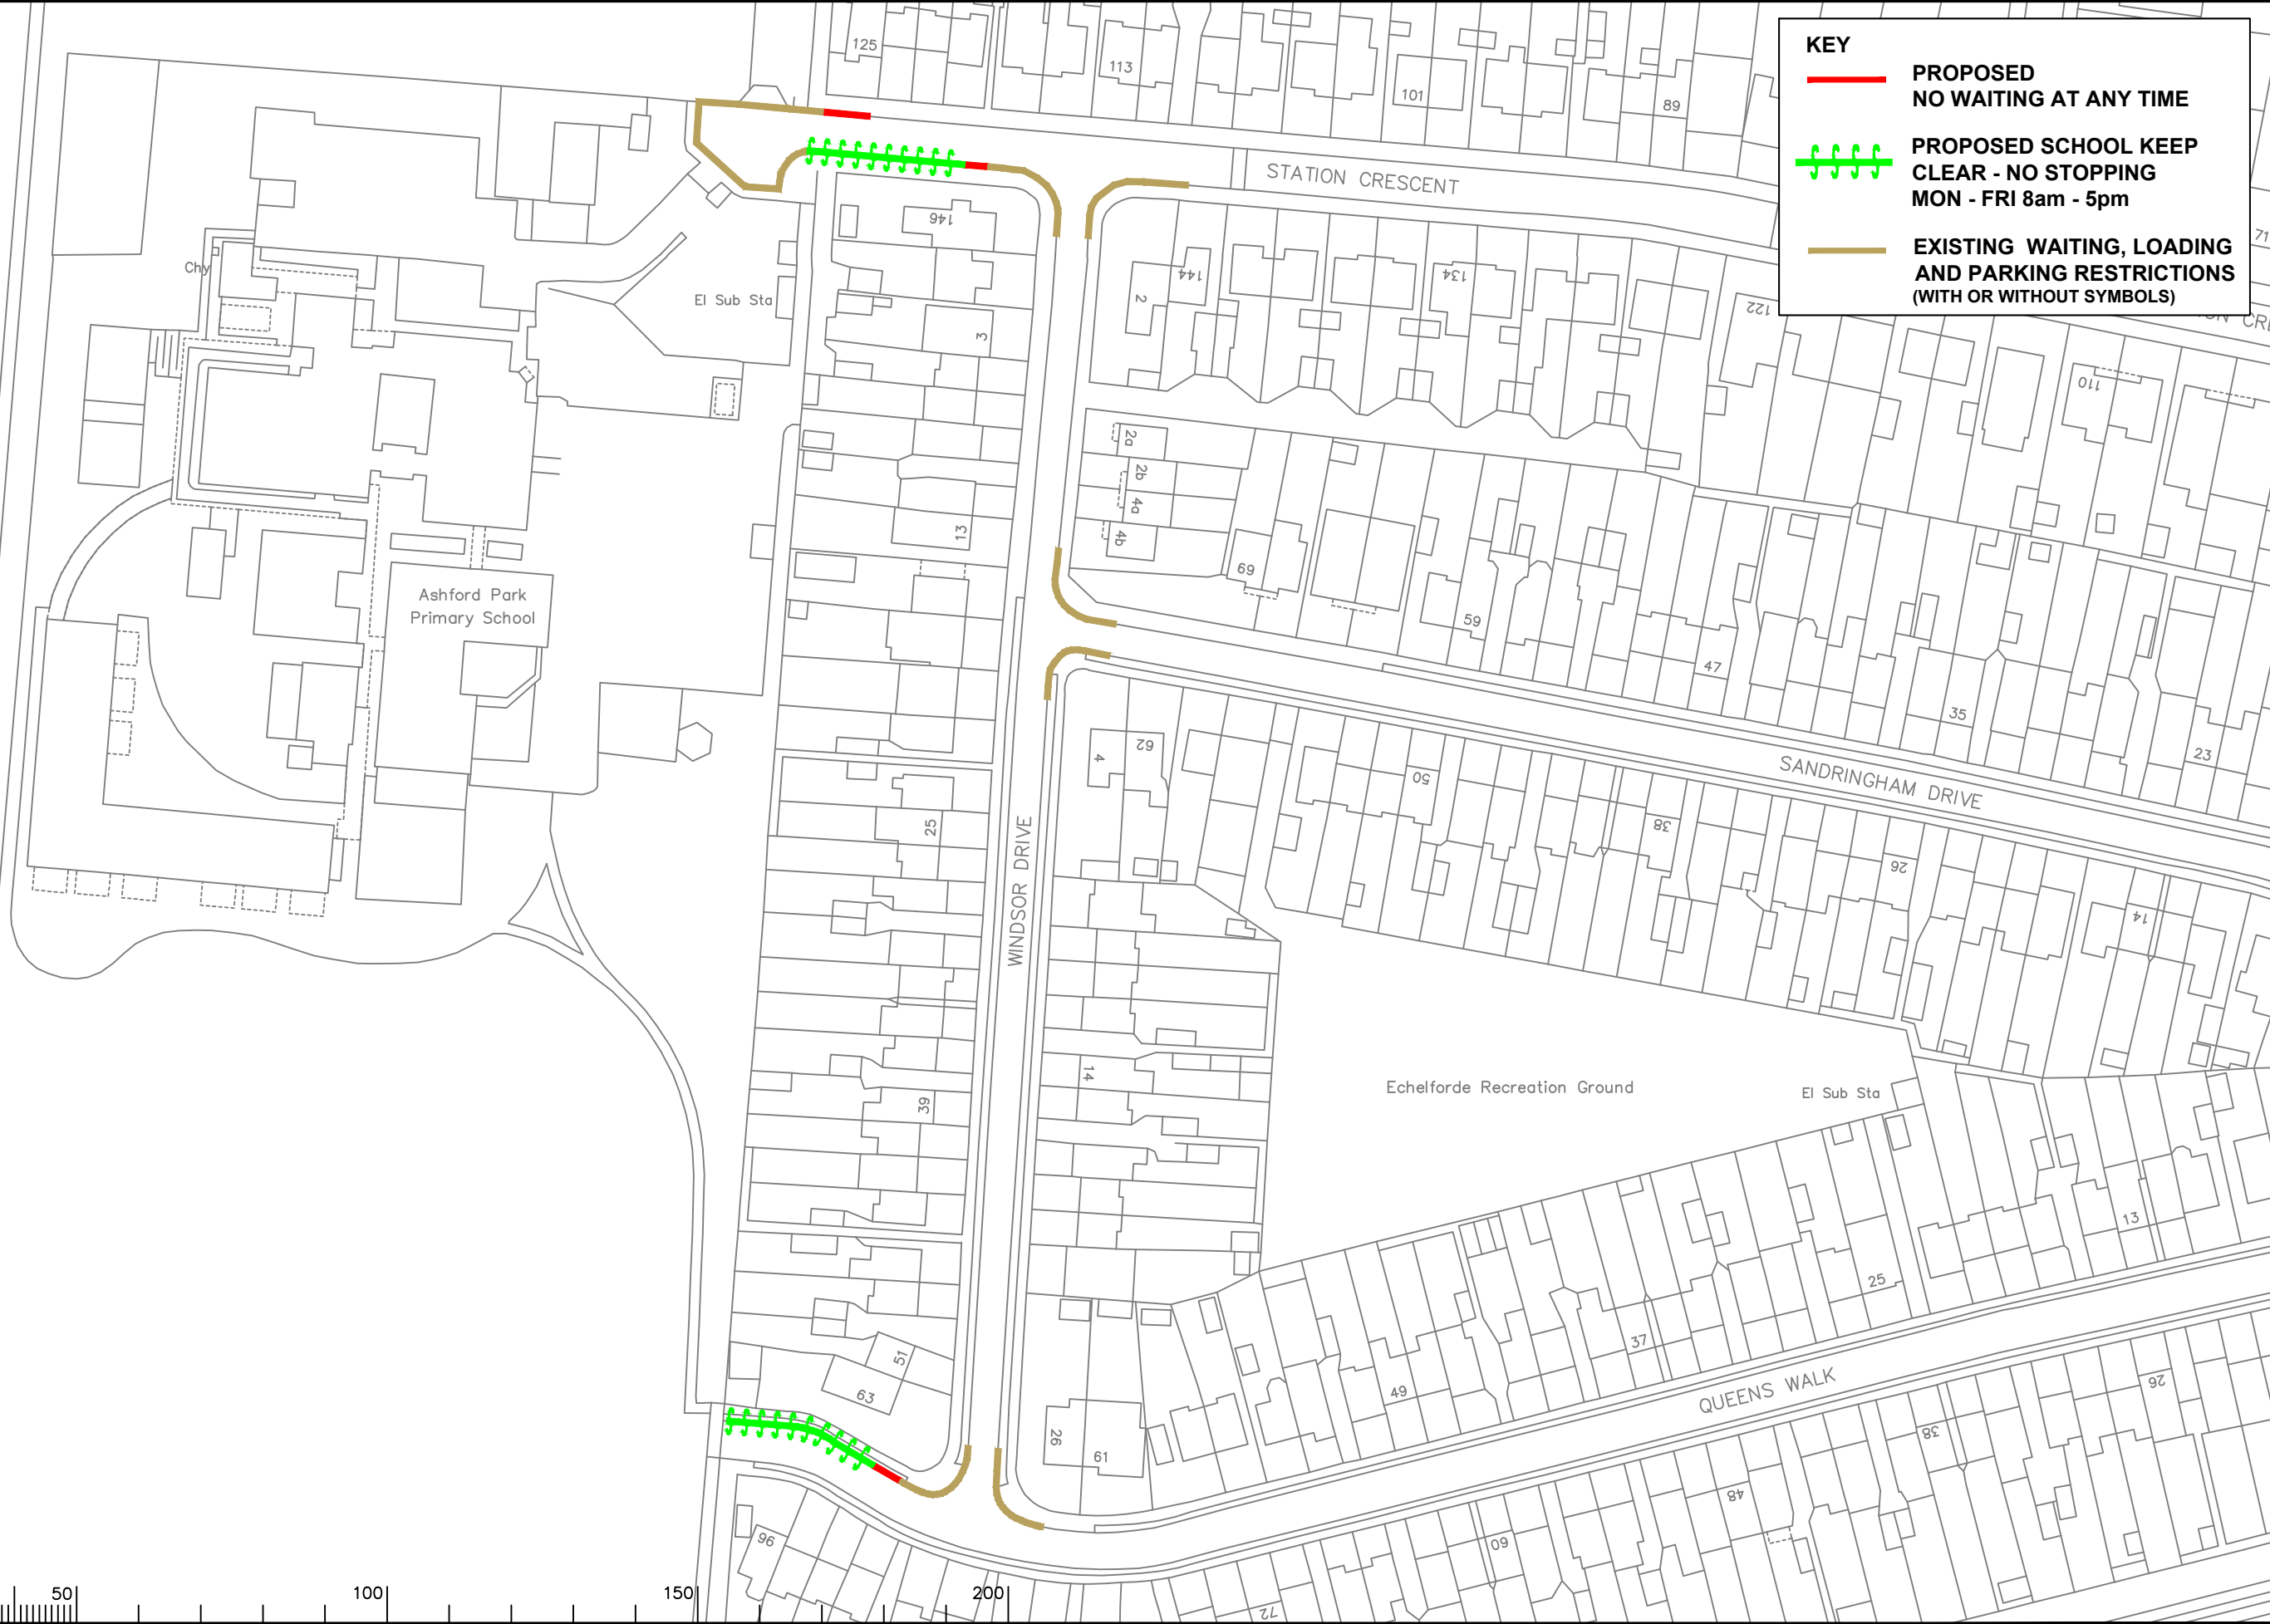 KEY
PROPOSED
NO WAITING AT ANY TIME
PROPOSED SCHOOL KEEP
CLEAR - NO STOPPING
MON - FRI 8am - 5pm
EXISTING WAITING, LOADING
AND PARKING RESTRICTIONS
(WITH OR WITHOUT SYMBOLS)
125
113
101
89
71
STATION CRESCENT
146
144
2
134
122
110
Chy
El Sub Sta
3
2a
2b
4a
4b
13
69
59
47
35
23
Ashford Park
Primary School
SANDRINGHAM DRIVE
4
62
50
38
26
14
25
WINDSOR DRIVE
14
39
Echelforde Recreation Ground
El Sub Sta
13
25
37
49
51
63
QUEENS WALK
26
61
26
38
48
60
72
96
50
100
150
200